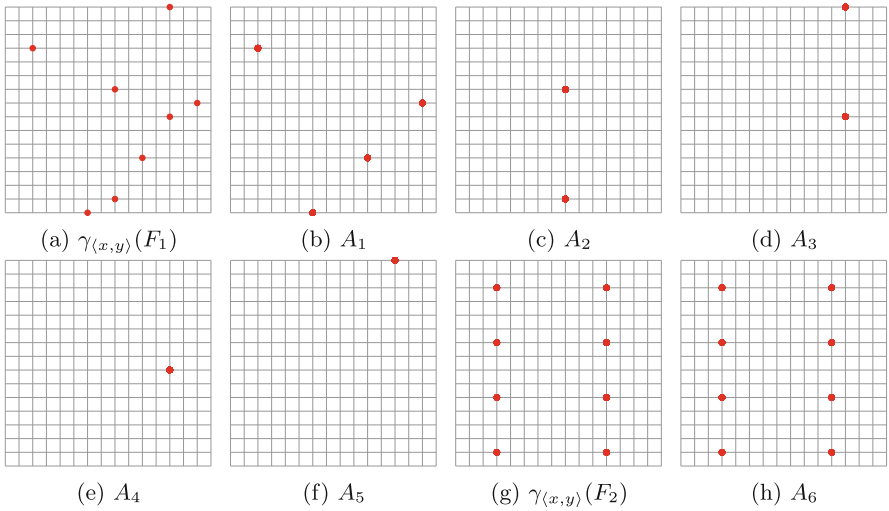 (a) γ⟨x,y⟩(F₁) (b) A₁ (c) A₂ (d) A₃
(e) A₄ (f) A₅ (g) γ⟨x,y⟩(F₂) (h) A₆